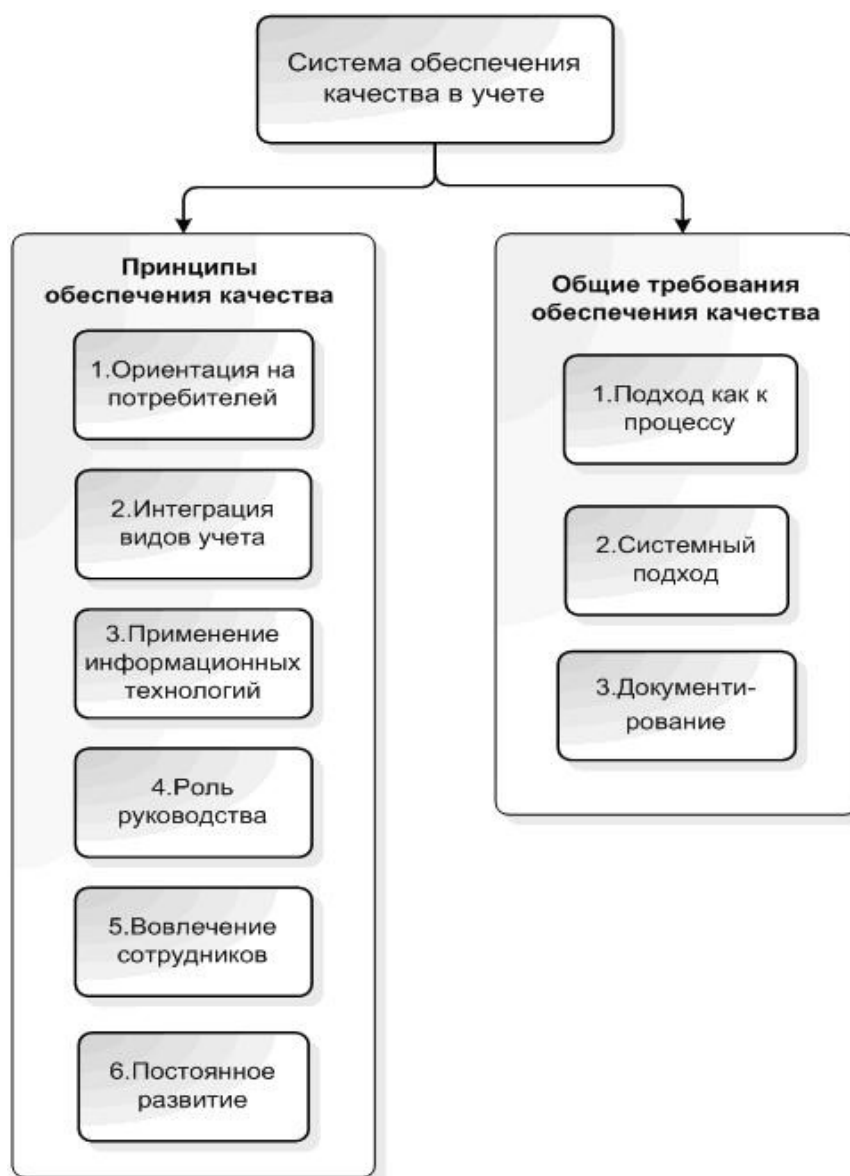 Система обеспечения
качества в учете
Принципы
обеспечения качества
1.Ориентация на
потребителей
2.Интеграция
видов учета
3.Применение
информационных
технологий
4.Роль
руководства
5.Вовлечение
сотрудников
6.Постоянное
развитие
Общие требования
обеспечения качества
1.Подход как к
процессу
2.Системный
подход
3.Документи-
рование